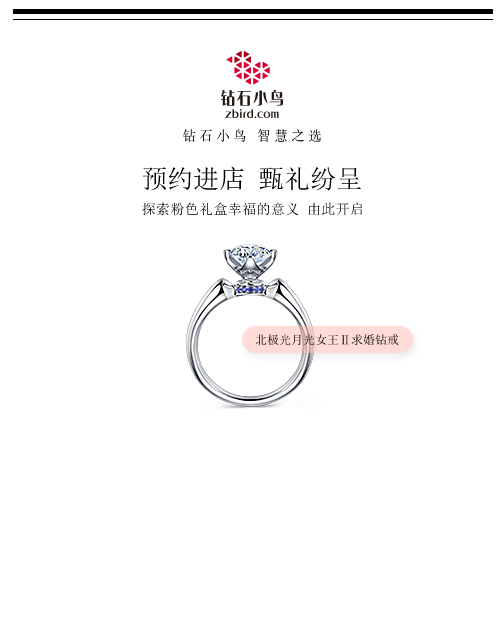 钻石小鸟
zbird.com
钻石小鸟 智慧之选
预约进店 甄礼纷呈
探索粉色礼盒幸福的意义 由此开启
北极光月光女王Ⅱ求婚钻戒